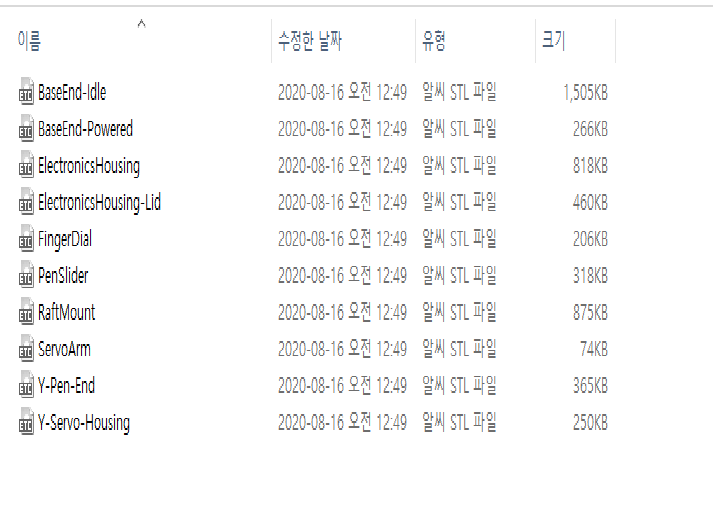 이름 수정한 날짜 유형 크기
BaseEnd-Idle 2020-08-16 오전 12:49 알씨 STL 파일 1,505KB
BaseEnd-Powered 2020-08-16 오전 12:49 알씨 STL 파일 266KB
ElectronicsHousing 2020-08-16 오전 12:49 알씨 STL 파일 818KB
ElectronicsHousing-Lid 2020-08-16 오전 12:49 알씨 STL 파일 460KB
FingerDial 2020-08-16 오전 12:49 알씨 STL 파일 206KB
PenSlider 2020-08-16 오전 12:49 알씨 STL 파일 318KB
RaftMount 2020-08-16 오전 12:49 알씨 STL 파일 875KB
ServoArm 2020-08-16 오전 12:49 알씨 STL 파일 74KB
Y-Pen-End 2020-08-16 오전 12:49 알씨 STL 파일 365KB
Y-Servo-Housing 2020-08-16 오전 12:49 알씨 STL 파일 250KB